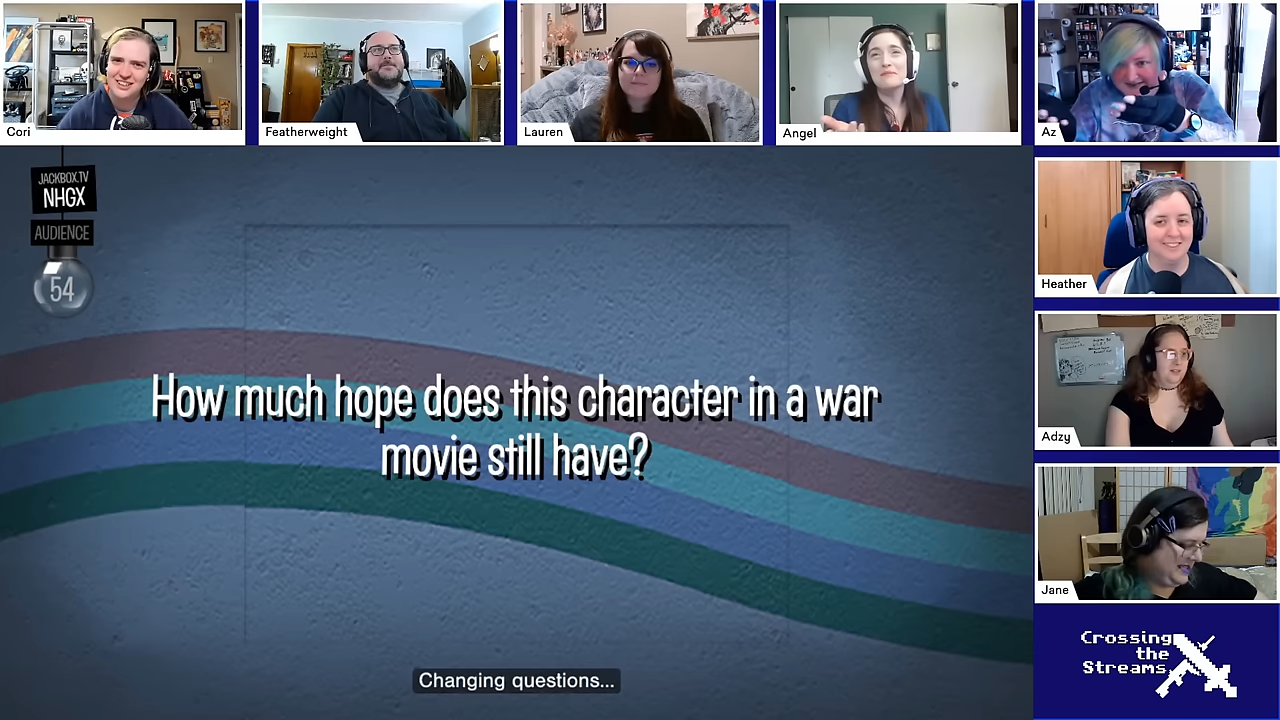 Cori
Featherweight
Lauren
Angel
Az
JACKBOX.TV
NHGX
AUDIENCE
54
How much hope does this character in a war
movie still have?
Changing questions...
Heather
Adzy
Jane
Crossing
the
Streams